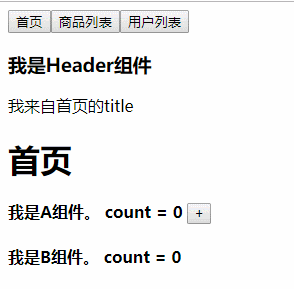 首页 商品列表 用户列表
我是Header组件
我来自首页的title
首页
我是A组件。 count = 0 +
我是B组件。 count = 0